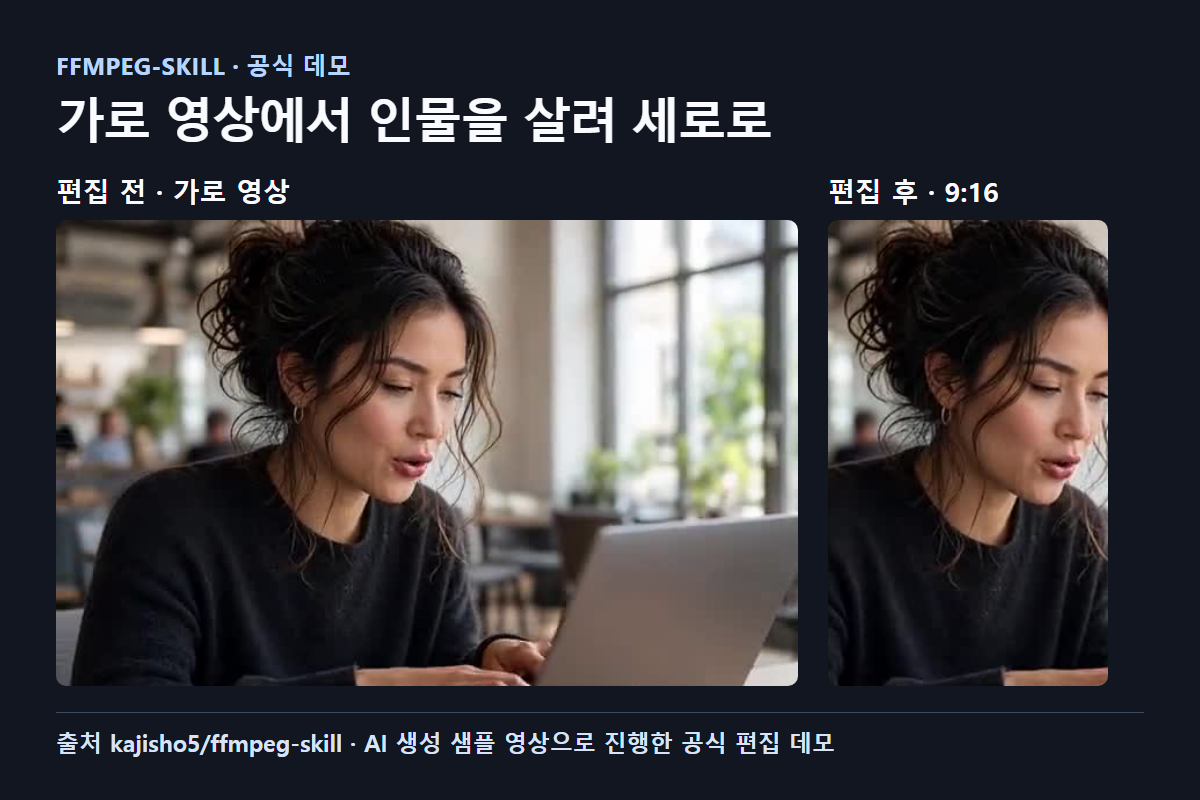 FFMPEG-SKILL · 공식 데모
가로 영상에서 인물을 살려 세로로
편집 전 · 가로 영상
편집 후 · 9:16
출처 kajisho5/ffmpeg-skill · AI 생성 샘플 영상으로 진행한 공식 편집 데모